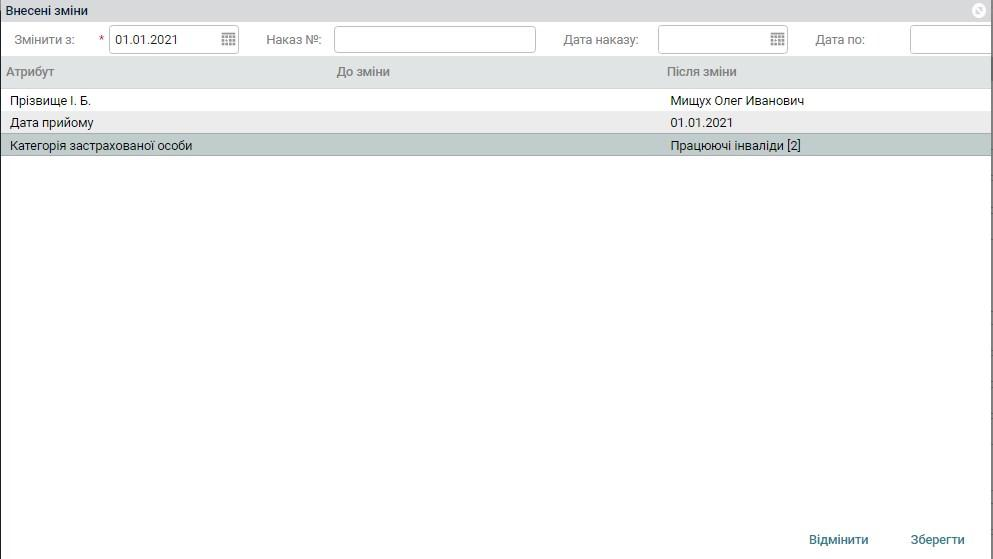 Внесені зміни
Змінити з: * 01.01.2021 Наказ №: Дата наказу: Дата по:
Атрибут До зміни Після зміни
Прізвище І. Б. Мищух Олег Иванович
Дата прийому 01.01.2021
Категорія застрахованої особи Працюючі інваліди [2]
Відмінити Зберегти